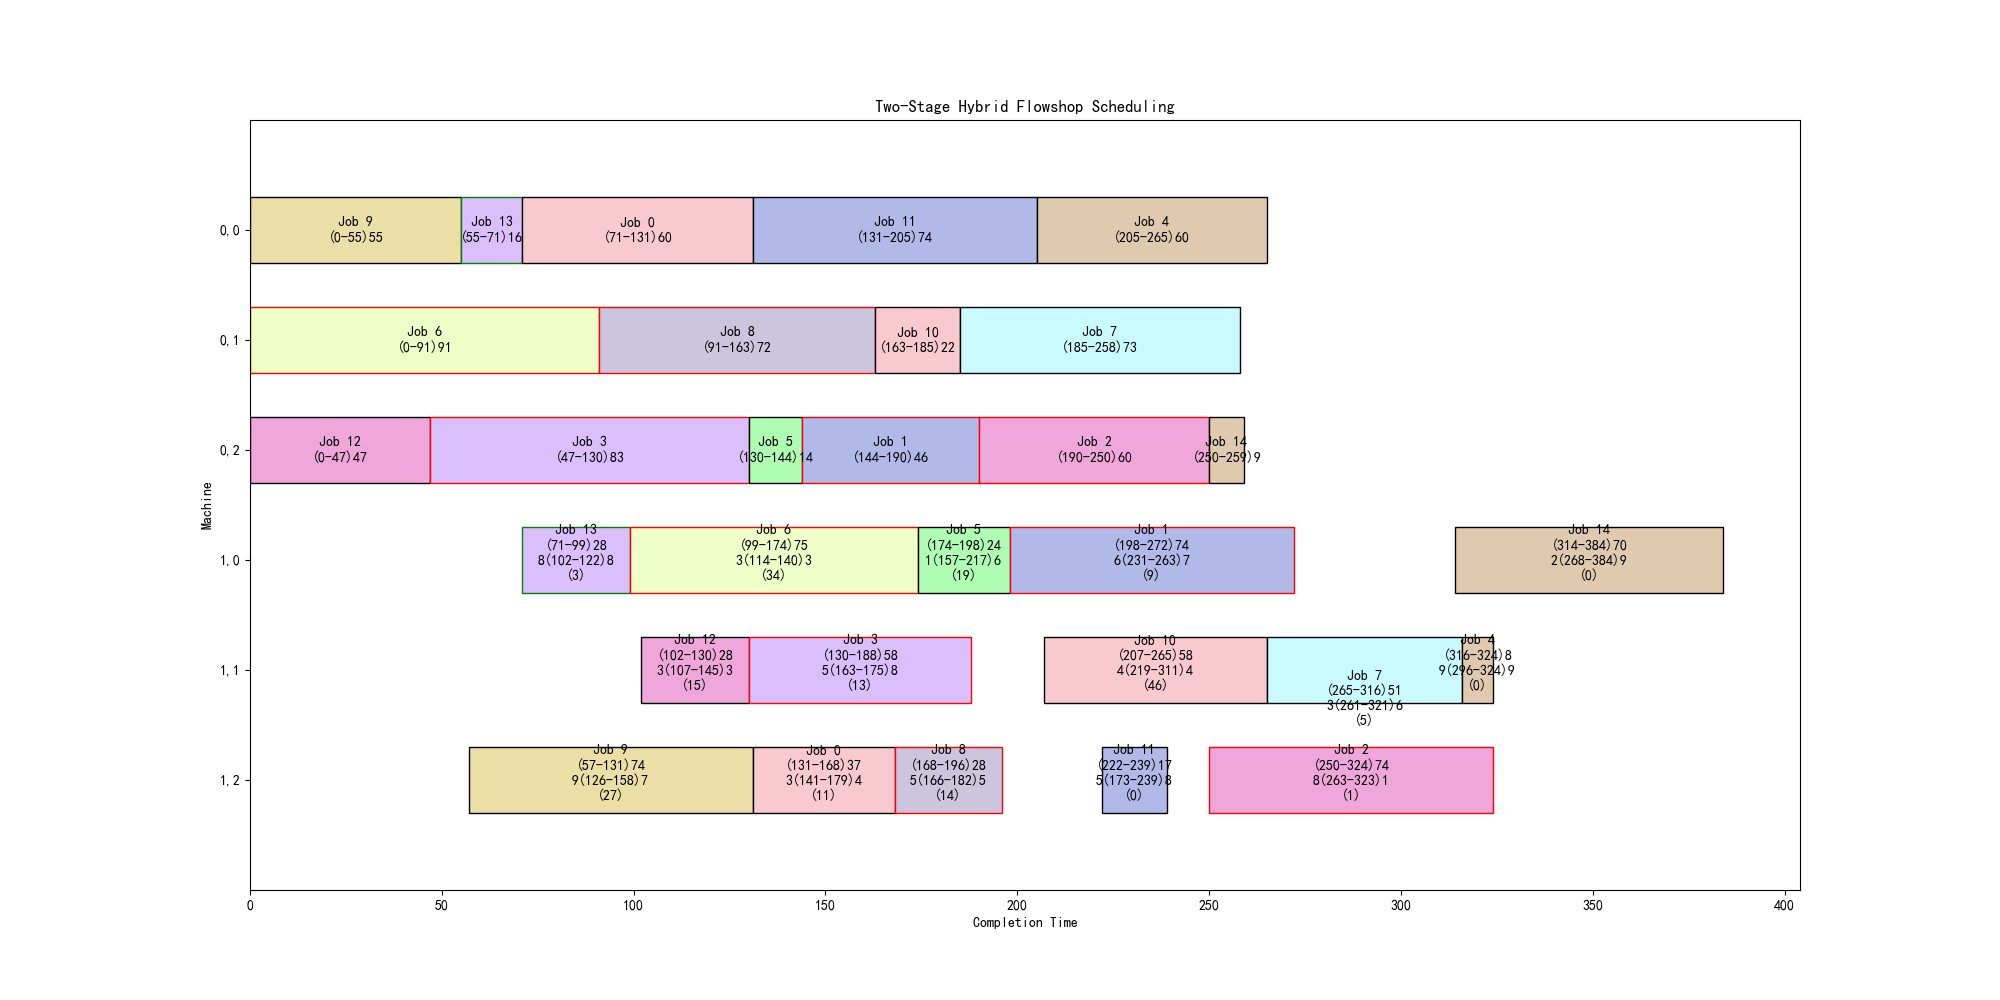 Two-Stage Hybrid Flowshop Scheduling
Machine
0,0
Job 9
(0-55)55
Job 13
(55-71)16
Job 0
(71-131)60
Job 11
(131-205)74
Job 4
(205-265)60
0,1
Job 6
(0-91)91
Job 8
(91-163)72
Job 10
(163-185)22
Job 7
(185-258)73
0,2
Job 12
(0-47)47
Job 3
(47-130)83
Job 5
(130-144)14
Job 1
(144-190)46
Job 2
(190-250)60
Job 14
(250-259)9
1,0
Job 13
(71-99)28
8(102-122)8
(3)
Job 6
(99-174)75
3(114-140)3
(34)
Job 5
(174-198)24
1(157-217)6
(19)
Job 1
(198-272)74
6(231-263)7
(9)
Job 14
(314-384)70
2(268-384)9
(0)
1,1
Job 12
(102-130)28
3(107-145)3
(15)
Job 3
(130-188)58
5(163-175)8
(13)
Job 10
(207-265)58
4(219-311)4
(46)
Job 7
(265-316)51
3(261-321)6
(5)
Job 4
(316-324)8
9(296-324)9
(0)
1,2
Job 9
(57-131)74
9(126-158)7
(27)
Job 0
(131-168)37
3(141-179)4
(11)
Job 8
(168-196)28
5(166-182)5
(14)
Job 11
(222-239)17
5(173-239)8
(0)
Job 2
(250-324)74
8(263-323)1
(1)
0
50
100
150
200
250
300
350
400
Completion Time